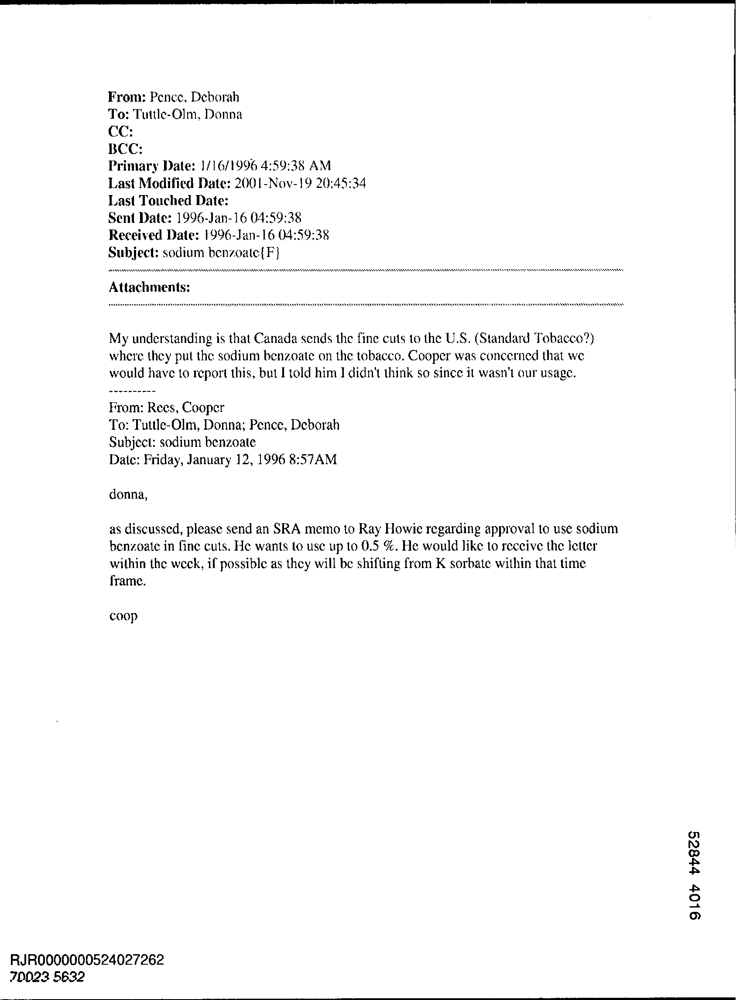 From: Pence, Deborah
To: Tuttle-Olm, Donna
CC:
BCC:
Primary Date: 1/16/1996 4:59:38 AM
Last Modified Date: 2001-Nov-19 20:45:34
Last Touched Date:
Sent Date: 1996-Jan-16 04:59:38
Received Date: 1996-Jan-16 04:59:38
Subject: sodium benzoate{F}
Attachments:
My understanding is that Canada sends the fine cuts to the U.S. (Standard Tobacco?)
where they put the sodium benzoate on the tobacco. Cooper was concerned that we
would have to report this, but I told him I didn't think so since it wasn't our usage.
----------
From: Rees, Cooper
To: Tuttle-Olm, Donna; Pence, Deborah
Subject: sodium benzoate
Date: Friday, January 12, 1996 8:57AM
donna,
as discussed, please send an SRA memo to Ray Howie regarding approval to use sodium
benzoate in fine cuts. He wants to use up to 0.5 %. He would like to receive the letter
within the week, if possible as they will be shifting from K sorbate within that time
frame.
coop
52844 4016
RJR0000000524027262
70023 5632